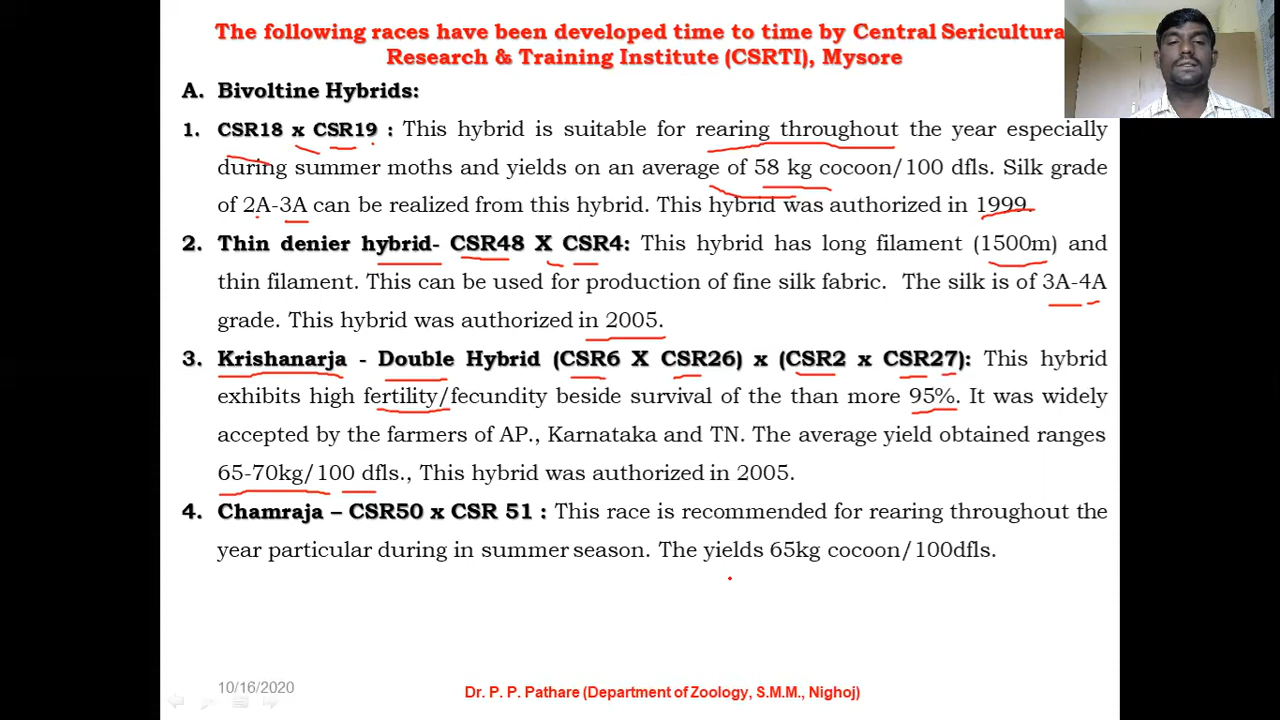 The following races have been developed time to time by Central Sericultura
Research & Training Institute (CSRTI), Mysore
A. Bivoltine Hybrids:
1. CSR18 x CSR19 : This hybrid is suitable for rearing throughout the year especially
during summer moths and yields on an average of 58 kg cocoon/100 dfls. Silk grade
of 2A-3A can be realized from this hybrid. This hybrid was authorized in 1999.
2. Thin denier hybrid- CSR48 X CSR4: This hybrid has long filament (1500m) and
thin filament. This can be used for production of fine silk fabric. The silk is of 3A-4A
grade. This hybrid was authorized in 2005.
3. Krishanarja - Double Hybrid (CSR6 X CSR26) x (CSR2 x CSR27): This hybrid
exhibits high fertility/fecundity beside survival of the than more 95%. It was widely
accepted by the farmers of AP., Karnataka and TN. The average yield obtained ranges
65-70kg/100 dfls., This hybrid was authorized in 2005.
4. Chamraja – CSR50 x CSR 51 : This race is recommended for rearing throughout the
year particular during in summer season. The yields 65kg cocoon/100dfls.
10/16/2020
Dr. P. P. Pathare (Department of Zoology, S.M.M., Nighoj)